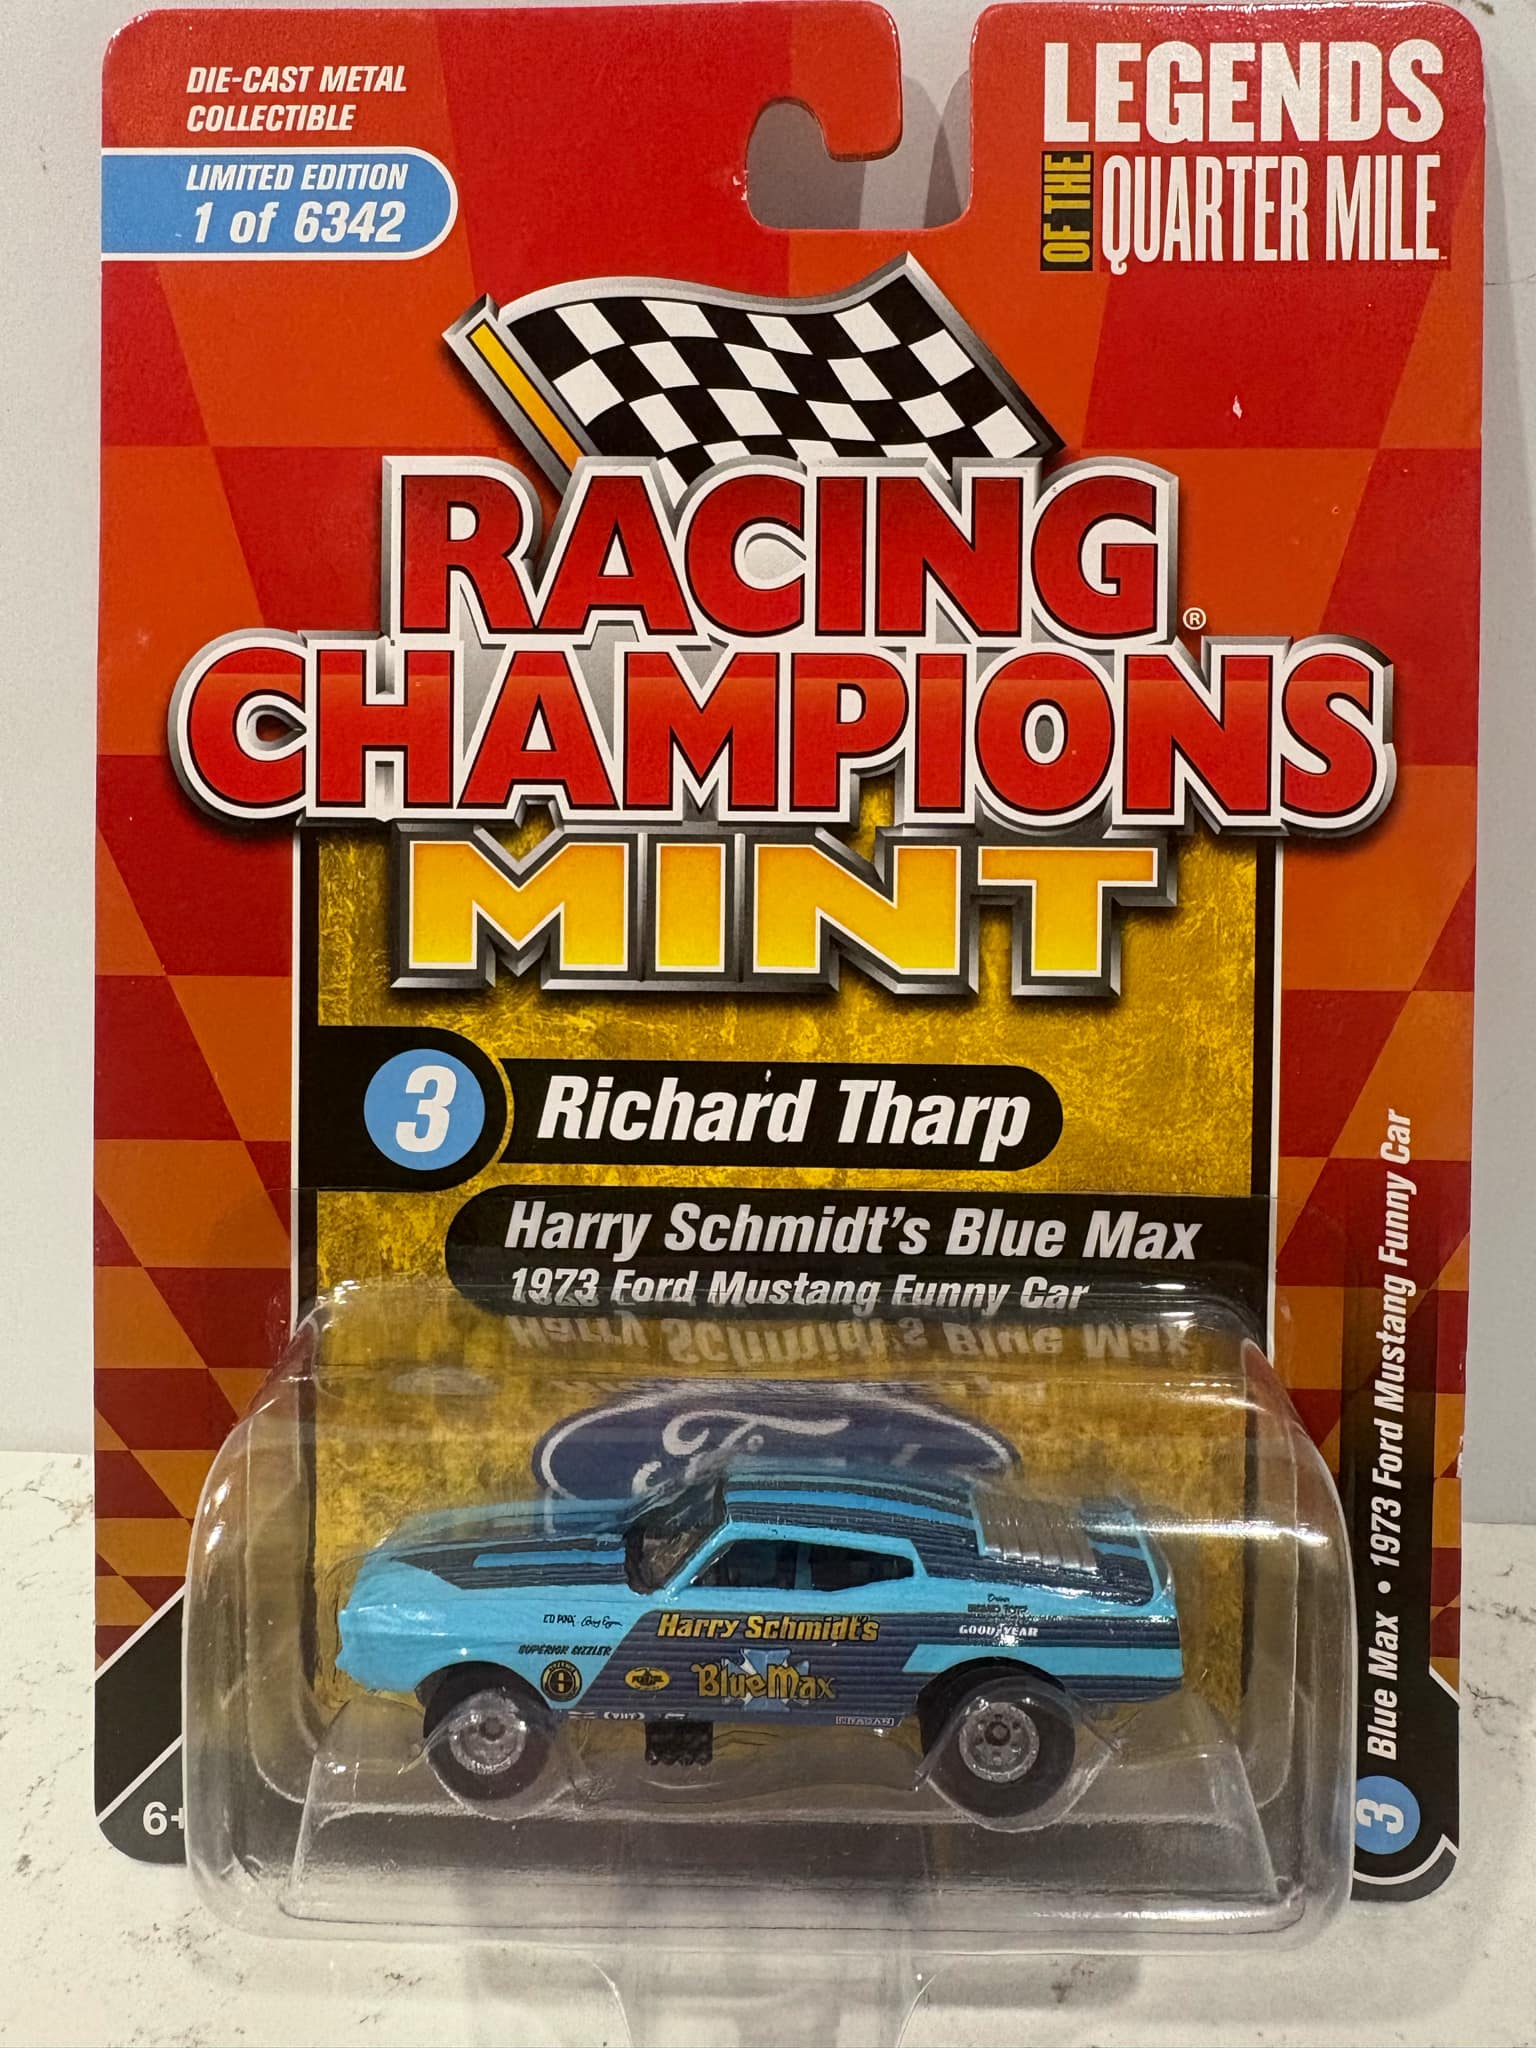 DIE-CAST METAL
COLLECTIBLE
LIMITED EDITION
1 of 6342
LEGENDS
OF THE
QUARTER MILE
RACING
CHAMPIONS
®
MINT
3 Richard Tharp
Harry Schmidt's Blue Max
1973 Ford Mustang Funny Car
Harry Schmidt's
BlueMax
SUPERIOR SIZZLER
GOODYEAR
VHT
6+
3 Blue Max • 1973 Ford Mustang Funny Car